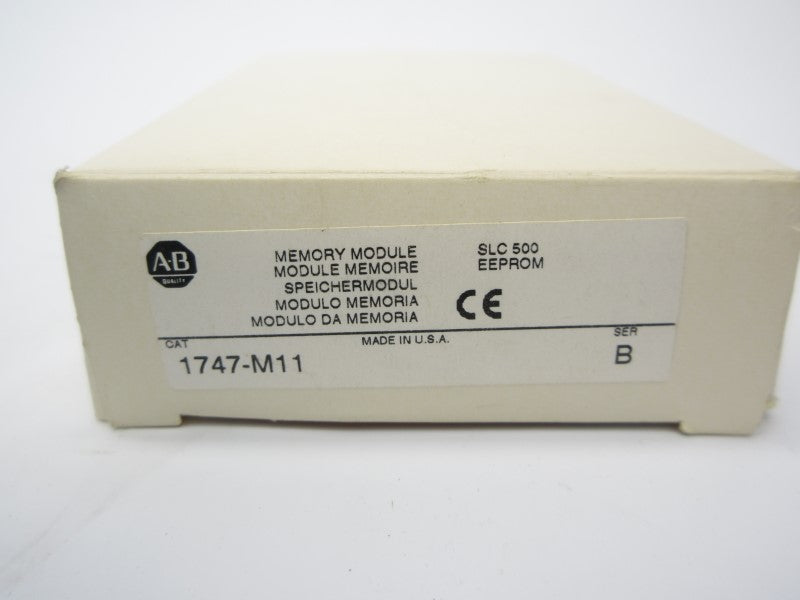 A-B
QUALITY
MEMORY MODULE
MODULE MEMOIRE
SPEICHERMODUL
MODULO MEMORIA
MODULO DA MEMORIA
SLC 500
EEPROM
CE
CAT
MADE IN U.S.A.
SER
1747-M11
B